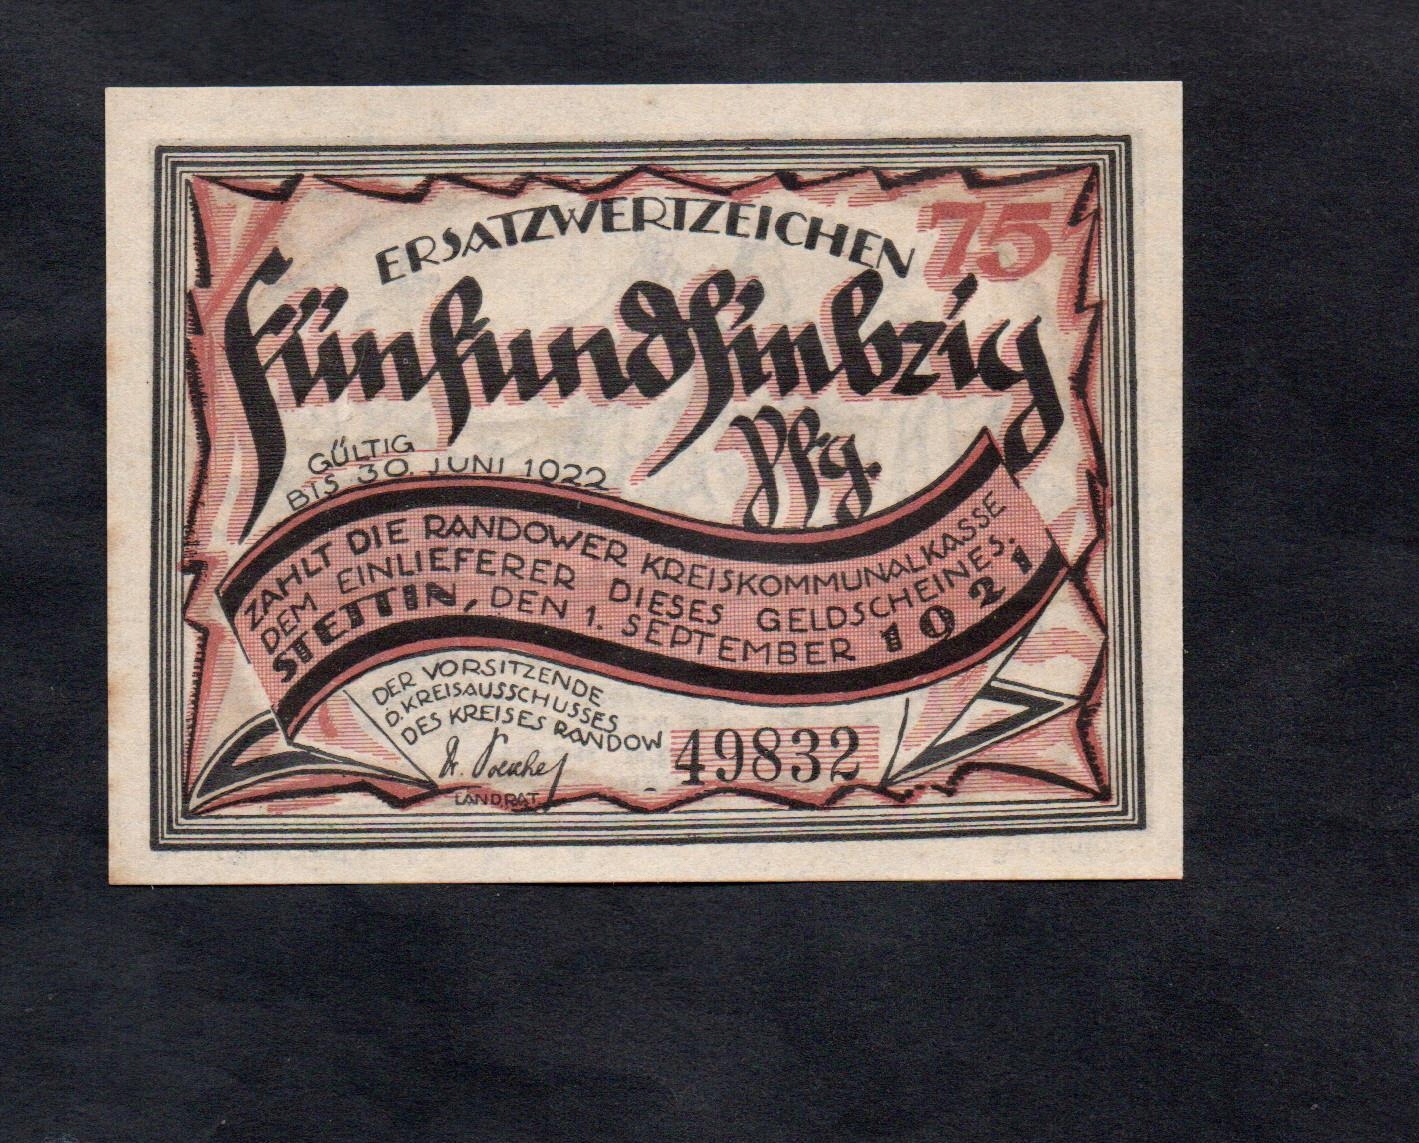 ERSATZWERTZEICHEN
75
Fünfundsiebzig
Pfg.
GÜLTIG
BIS 30. JUNI 1922
ZAHLT DIE RANDOWER KREISKOMMUNALKASSE
DEM EINLIEFERER DIESES GELDSCHEINES.
STETTIN, DEN 1. SEPTEMBER 1921
DER VORSITZENDE
D. KREISAUSSCHUSSES
DES KREISES RANDOW
49832
LANDRAT